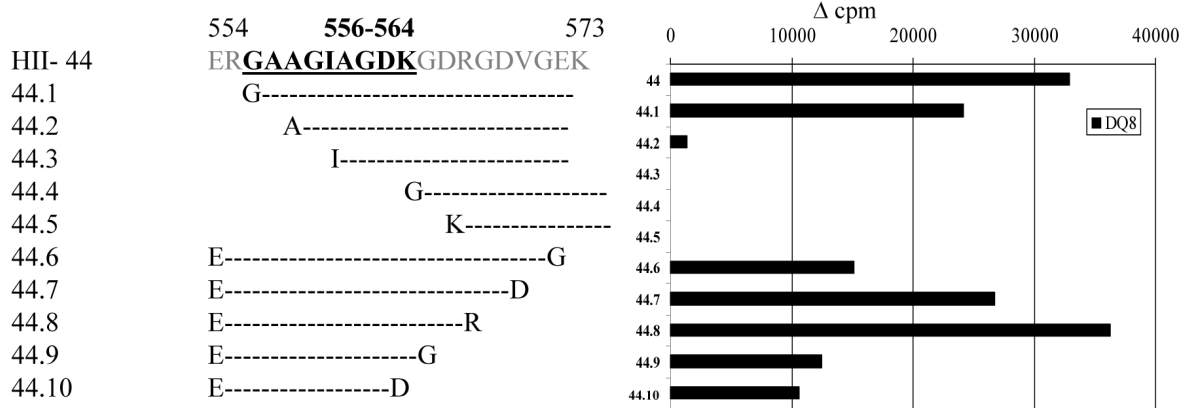 554 556-564 573
HII- 44 ERGAAGIAGDKGDRGDVGEK
44.1 G--------------------------------
44.2 A---------------------------
44.3 I-----------------------
44.4 G------------------
44.5 K--------------
44.6 E--------------------------------G
44.7 E----------------------------D
44.8 E------------------------R
44.9 E-------------------G
44.10 E----------------D
Δ cpm
0 10000 20000 30000 40000
44
44.1
44.2
44.3
44.4
44.5
44.6
44.7
44.8
44.9
44.10
DQ8